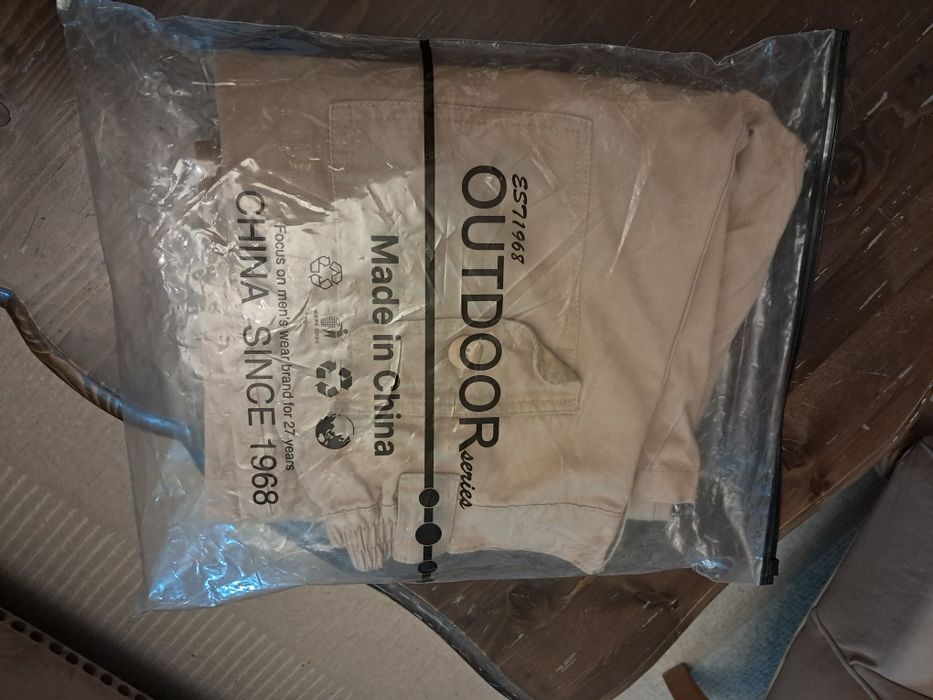 EST1968
OUTDOOR series
Made in China
Focus on men's wear brand for 27 years
CHINA SINCE 1968